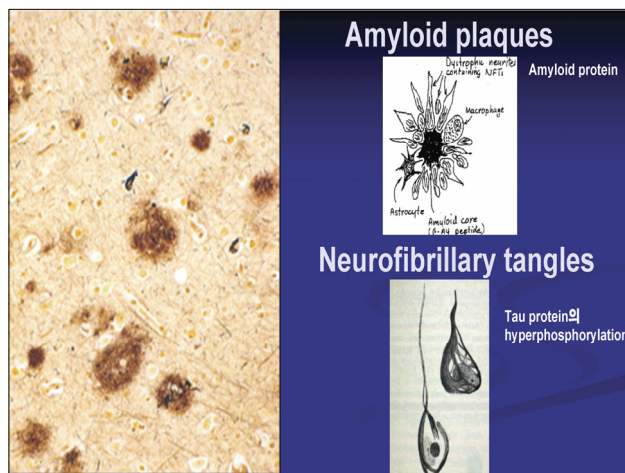 Amyloid plaques
Dystrophic neurites
containing NFTs
Amyloid protein
Macrophage
Astrocyte
Amyloid core
(β-A4 peptide)
Neurofibrillary tangles
Tau protein의
hyperphosphorylation